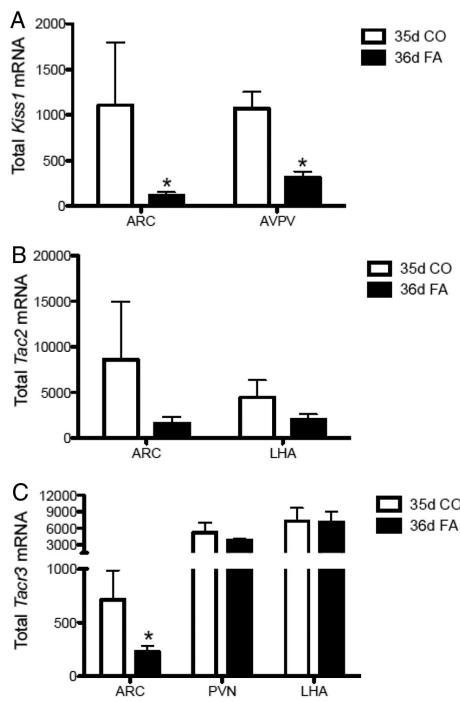 A
Total Kiss1 mRNA
2000
1500
1000
500
0
* *
ARC AVPV
35d CO
36d FA
B
Total Tac2 mRNA
20000
15000
10000
5000
0
ARC LHA
35d CO
36d FA
C
Total Tacr3 mRNA
12000
9000
6000
3000
1000
500
0
*
ARC PVN LHA
35d CO
36d FA